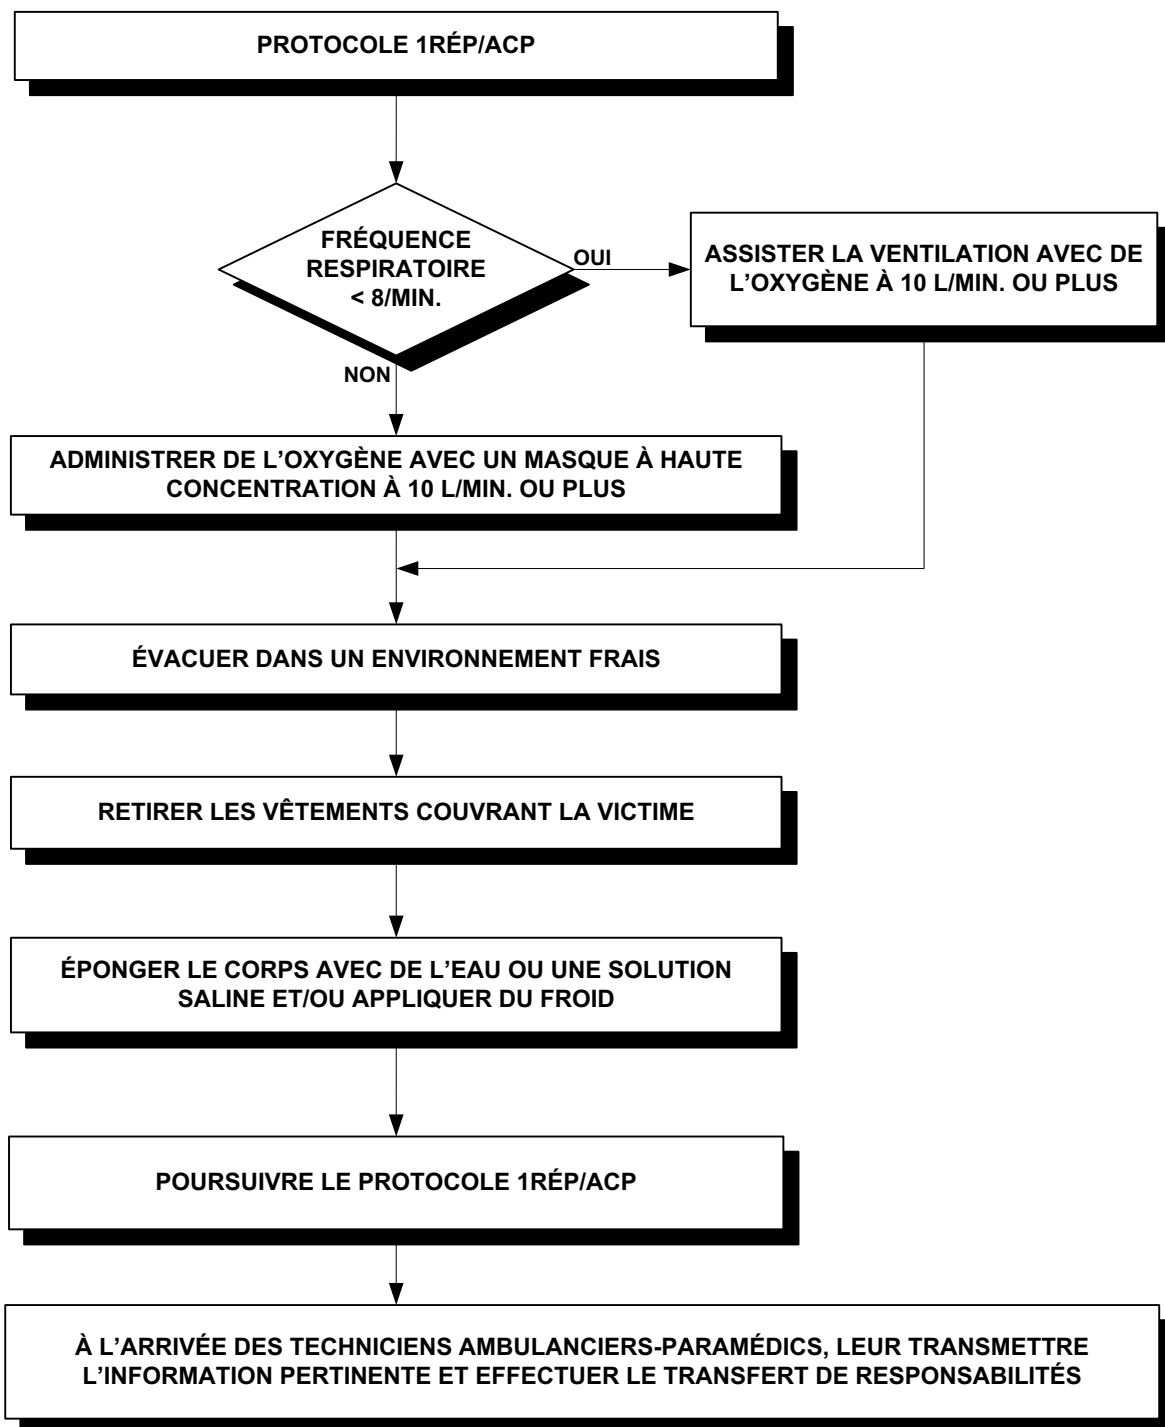 PROTOCOLE 1RÉP/ACP
FRÉQUENCE
RESPIRATOIRE
< 8/MIN.
OUI
ASSISTER LA VENTILATION AVEC DE
L’OXYGÈNE À 10 L/MIN. OU PLUS
NON
ADMINISTRER DE L’OXYGÈNE AVEC UN MASQUE À HAUTE
CONCENTRATION À 10 L/MIN. OU PLUS
ÉVACUER DANS UN ENVIRONNEMENT FRAIS
RETIRER LES VÊTEMENTS COUVRANT LA VICTIME
ÉPONGER LE CORPS AVEC DE L’EAU OU UNE SOLUTION
SALINE ET/OU APPLIQUER DU FROID
POURSUIVRE LE PROTOCOLE 1RÉP/ACP
À L’ARRIVÉE DES TECHNICIENS AMBULANCIERS-PARAMÉDICS, LEUR TRANSMETTRE
L’INFORMATION PERTINENTE ET EFFECTUER LE TRANSFERT DE RESPONSABILITÉS